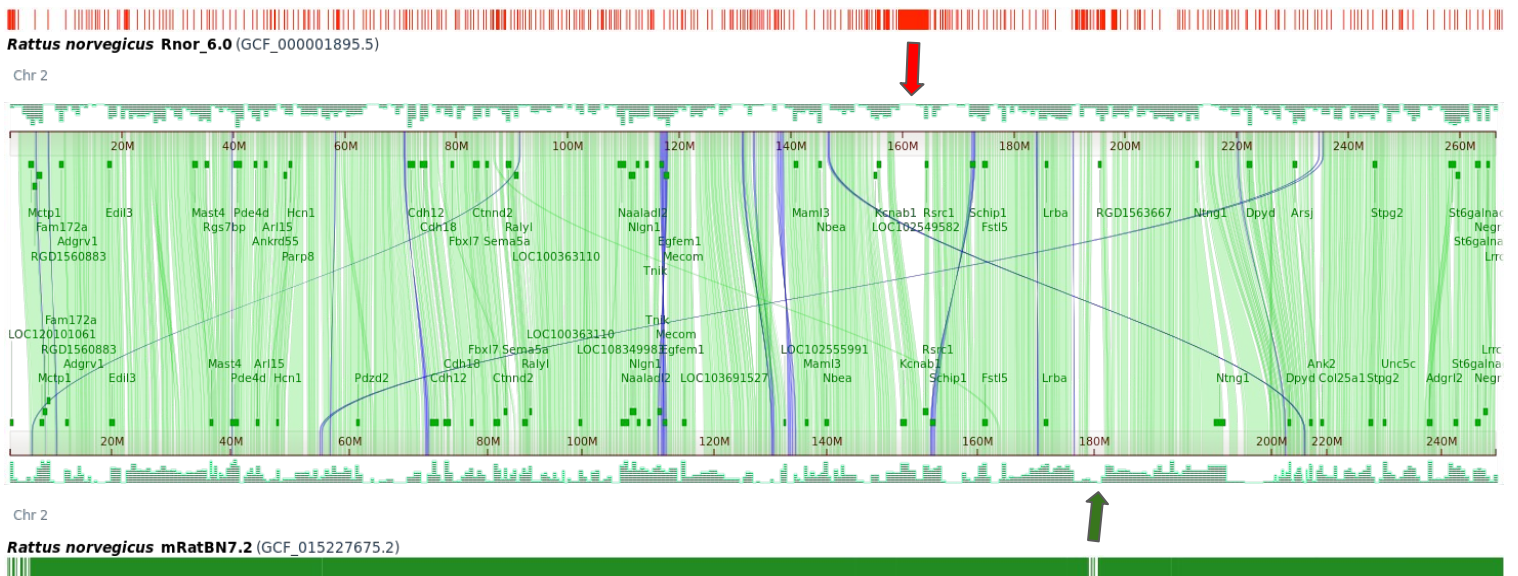 Rattus norvegicus Rnor_6.0 (GCF_000001895.5)
Chr 2
20M 40M 60M 80M 100M 120M 140M 160M 180M 200M 220M 240M 260M
Mctp1 Edil3 Mast4 Pde4d Hcn1 Cdh12 Ctnnd2 Naaladl2 Maml3 Kcnab1 Rsrc1 Schip1 Lrba RGD1563667 Ntng1 Dpyd Arsj Stpg2 St6galnac
Fam172a Rgs7bp Arl15 Cdh18 Ralyl Nlgn1 Nbea LOC102549582 Fstl5 Negr
Adgrv1 Ankrd55 Fbxl7 Sema5a Egfem1 St6galna
RGD1560883 Parp8 LOC100363110 Mecom Lrrc
Tnik
Fam172a Tnik
LOC120101061 LOC100363110 Mecom
RGD1560883 Fbxl7 Sema5a LOC108349983 Egfem1 LOC102555991 Rsrc1 Lrrc
Adgrv1 Mast4 Arl15 Cdh18 Ralyl Nlgn1 Maml3 Kcnab1 Ank2 Unc5c St6galna
Mctp1 Edil3 Pde4d Hcn1 Pdzd2 Cdh12 Ctnnd2 Naaladl2 LOC103691527 Nbea Schip1 Fstl5 Lrba Ntng1 Dpyd Col25a1 Stpg2 Adgrl2 Negr
20M 40M 60M 80M 100M 120M 140M 160M 180M 200M 220M 240M
Chr 2
Rattus norvegicus mRatBN7.2 (GCF_015227675.2)